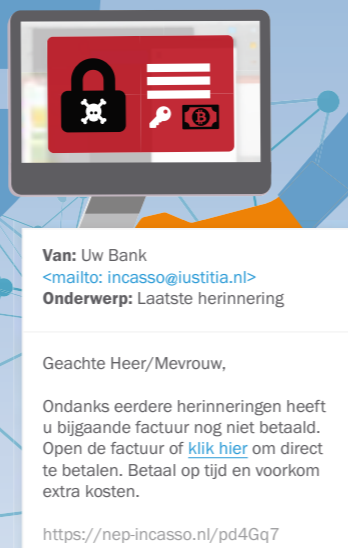 Van: Uw Bank
<mailto: incasso@iustitia.nl>
Onderwerp: Laatste herinnering
Geachte Heer/Mevrouw,
Ondanks eerdere herinneringen heeft
u bijgaande factuur nog niet betaald.
Open de factuur of klik hier om direct
te betalen. Betaal op tijd en voorkom
extra kosten.
https://nep-incasso.nl/pd4Gq7